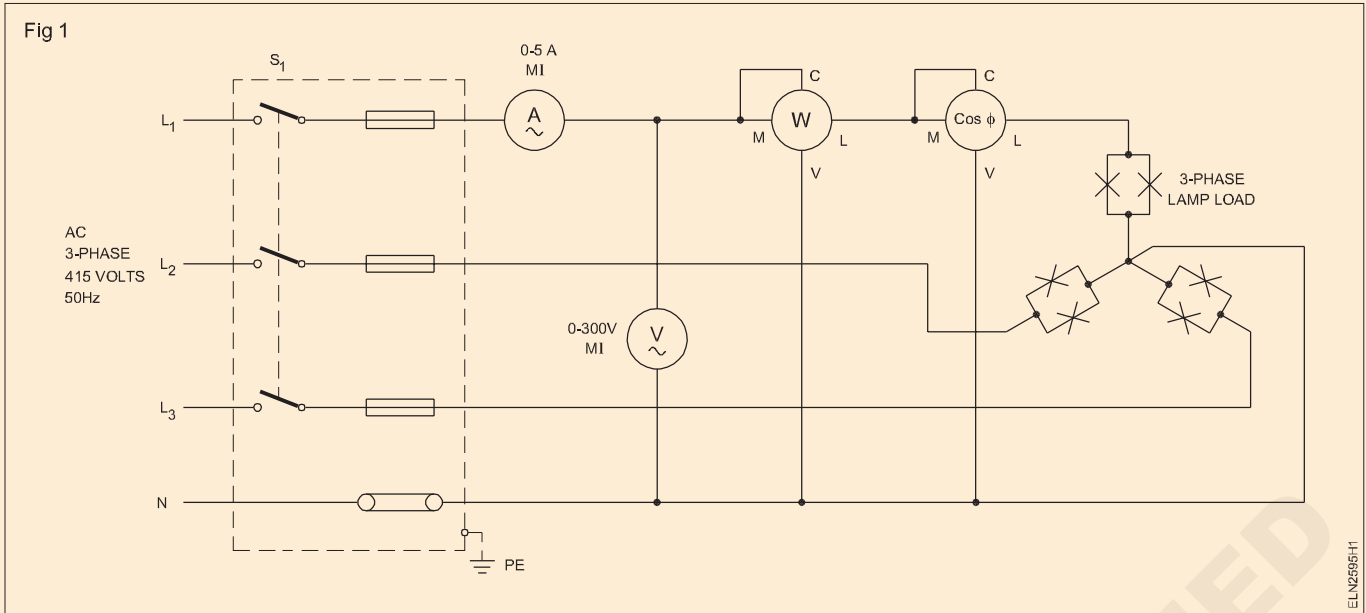 Fig 1
S1
0-5 A
MI
C
C
L1
A
W
Cos ϕ
M
L
M
L
V
V
3-PHASE
LAMP LOAD
AC
3-PHASE
415 VOLTS
50Hz
L2
0-300V
MI
V
L3
N
PE
ELN2595H1